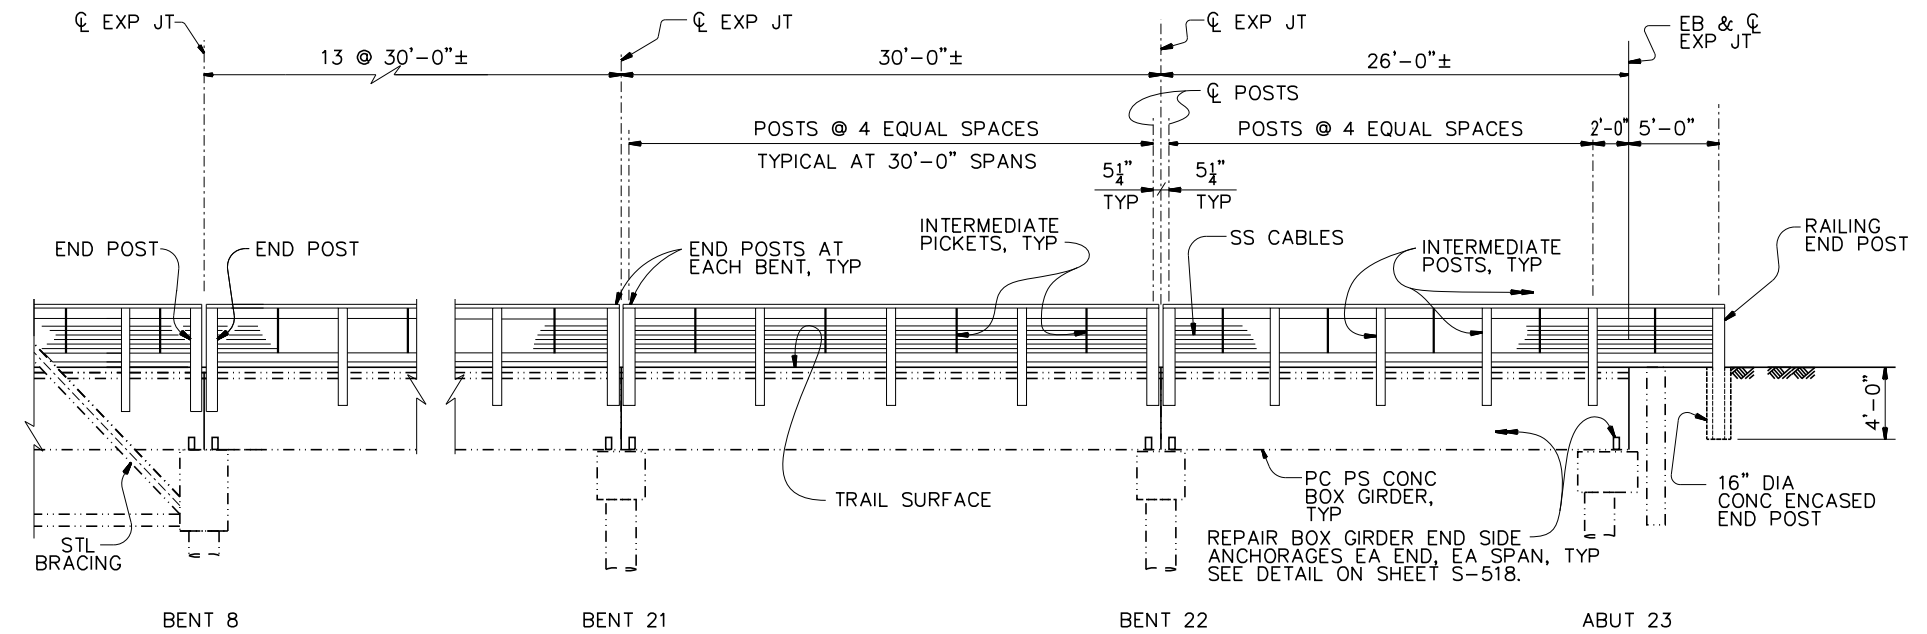 ℄ EXP JT
℄ EXP JT
℄ EXP JT
EB & ℄
EXP JT
13 @ 30'-0"±
30'-0"±
26'-0"±
℄ POSTS
POSTS @ 4 EQUAL SPACES
TYPICAL AT 30'-0" SPANS
POSTS @ 4 EQUAL SPACES
2'-0"
5'-0"
5¼"
TYP
5¼"
TYP
END POST
END POST
END POSTS AT
EACH BENT, TYP
INTERMEDIATE
PICKETS, TYP
SS CABLES
INTERMEDIATE
POSTS, TYP
RAILING
END POST
4'-0"
TRAIL SURFACE
PC PS CONC
BOX GIRDER,
TYP
16" DIA
CONC ENCASED
END POST
STL
BRACING
REPAIR BOX GIRDER END SIDE
ANCHORAGES EA END, EA SPAN, TYP
SEE DETAIL ON SHEET S-518.
BENT 8
BENT 21
BENT 22
ABUT 23